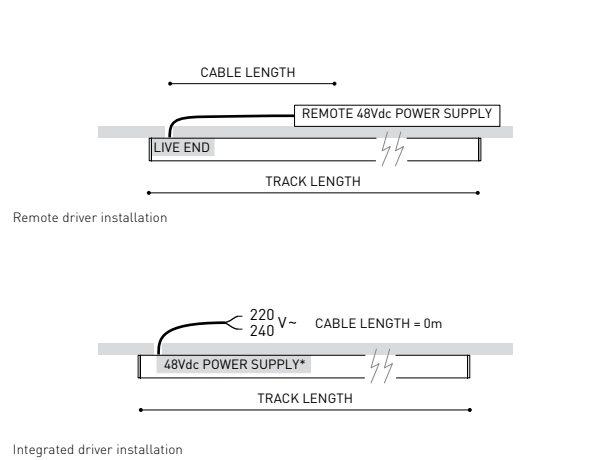 CABLE LENGTH
REMOTE 48Vdc POWER SUPPLY
LIVE END
TRACK LENGTH
Remote driver installation
220
240 V~
CABLE LENGTH = 0m
48Vdc POWER SUPPLY*
TRACK LENGTH
Integrated driver installation